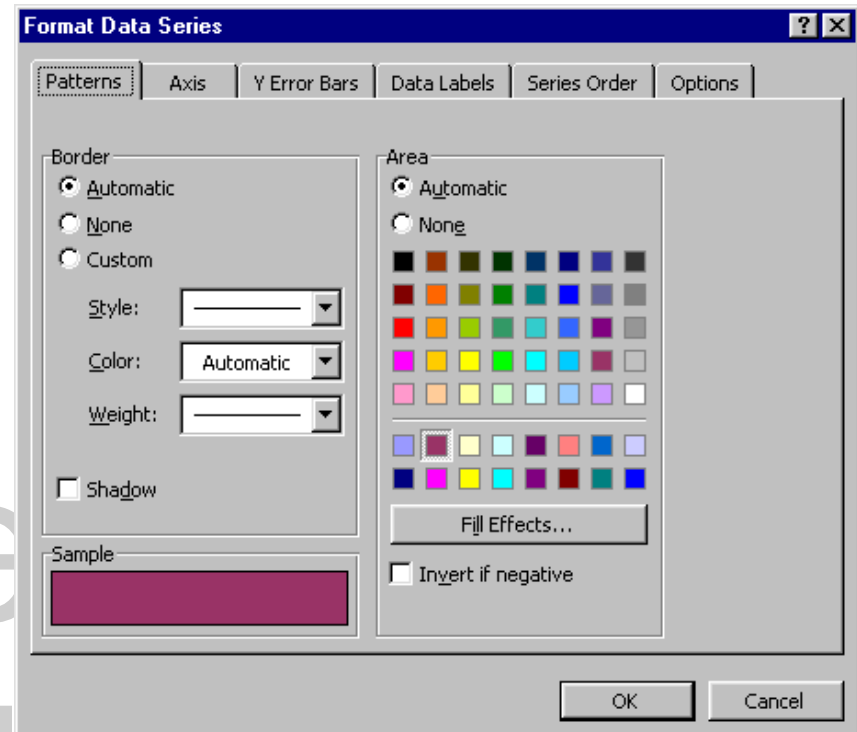 Format Data Series
Patterns Axis Y Error Bars Data Labels Series Order Options
Border
Automatic
None
Custom
Style:
Color: Automatic
Weight:
Shadow
Sample
Area
Automatic
None
Fill Effects...
Invert if negative
OK Cancel